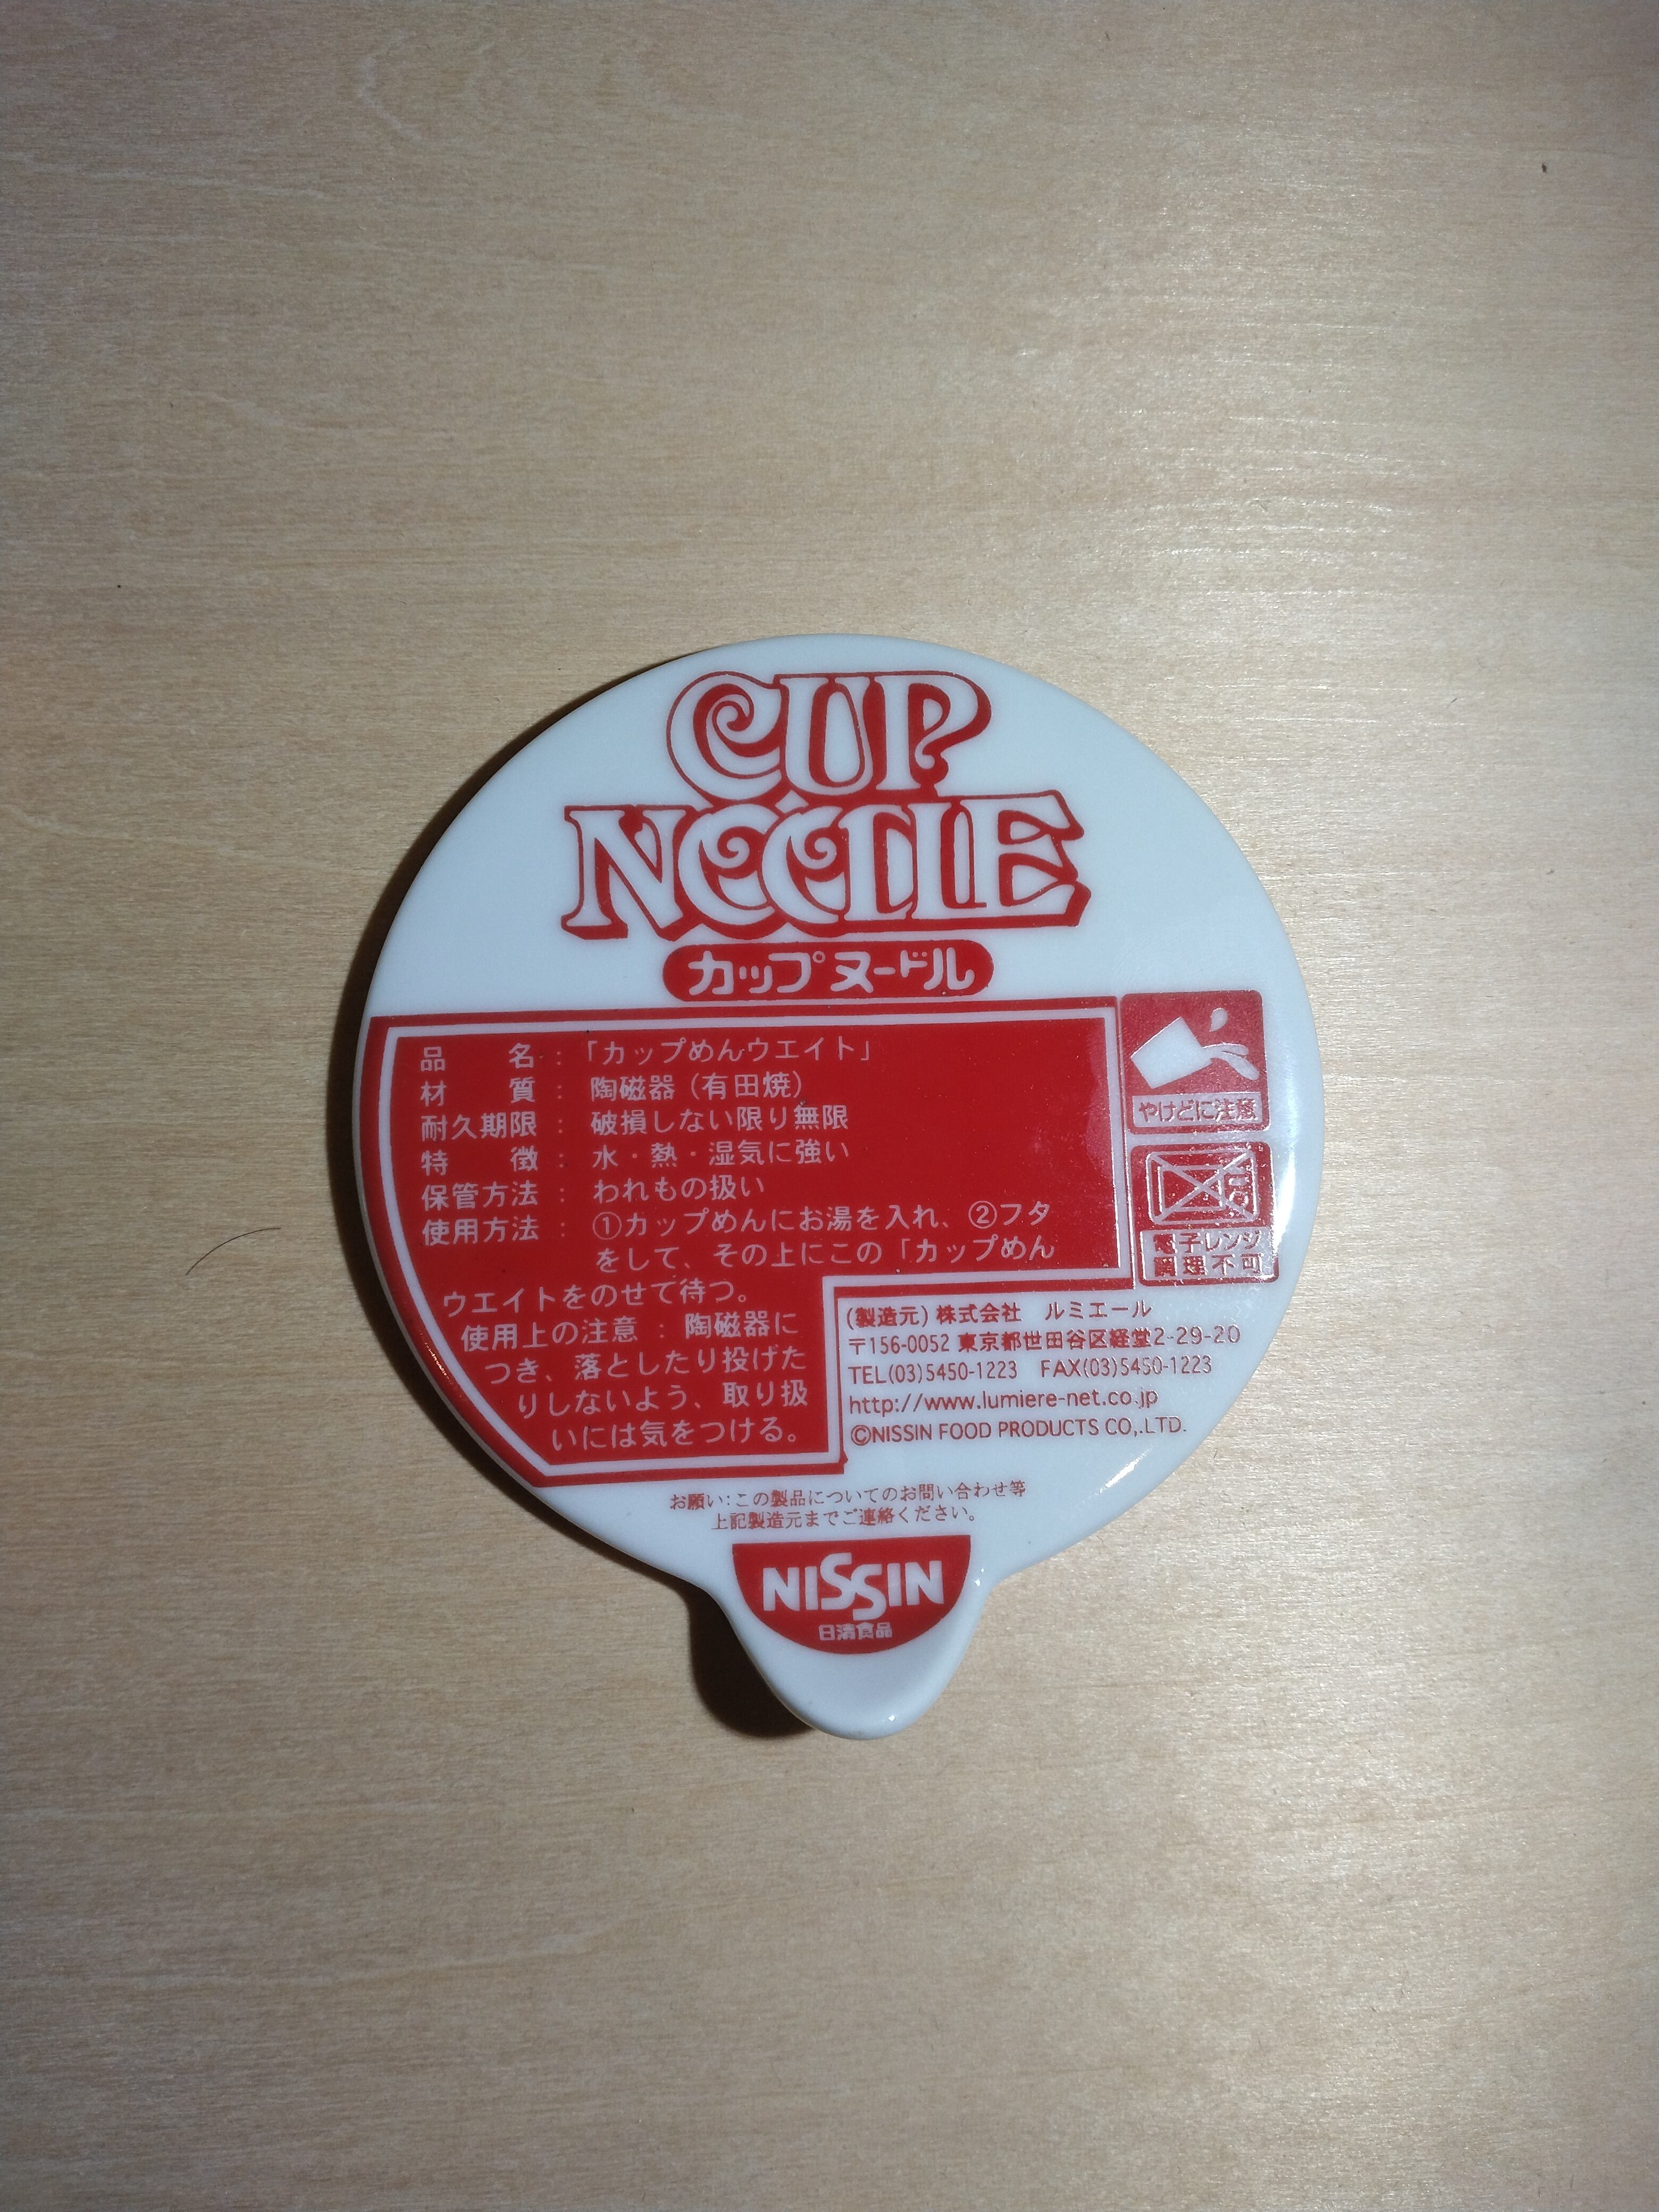 CUP
NOODLE
カップヌードル
品　　名：「カップめんウエイト」
材　　質：陶磁器（有田焼）
耐久期限：破損しない限り無限
特　　徴：水・熱・湿気に強い
保管方法：われもの扱い
使用方法：①カップめんにお湯を入れ、②フタ
をして、その上にこの「カップめん
ウエイトをのせて待つ。
使用上の注意：陶磁器に
つき、落としたり投げた
りしないよう、取り扱
いには気をつける。
やけどに注意
電子レンジ
調理不可
(製造元) 株式会社　ルミエール
〒156-0052 東京都世田谷区経堂2-29-20
TEL(03)5450-1223　FAX(03)5450-1223
http://www.lumiere-net.co.jp
©NISSIN FOOD PRODUCTS CO,.LTD.
お願い:この製品についてのお問い合わせ等
上記製造元までご連絡ください。
NISSIN
日清食品